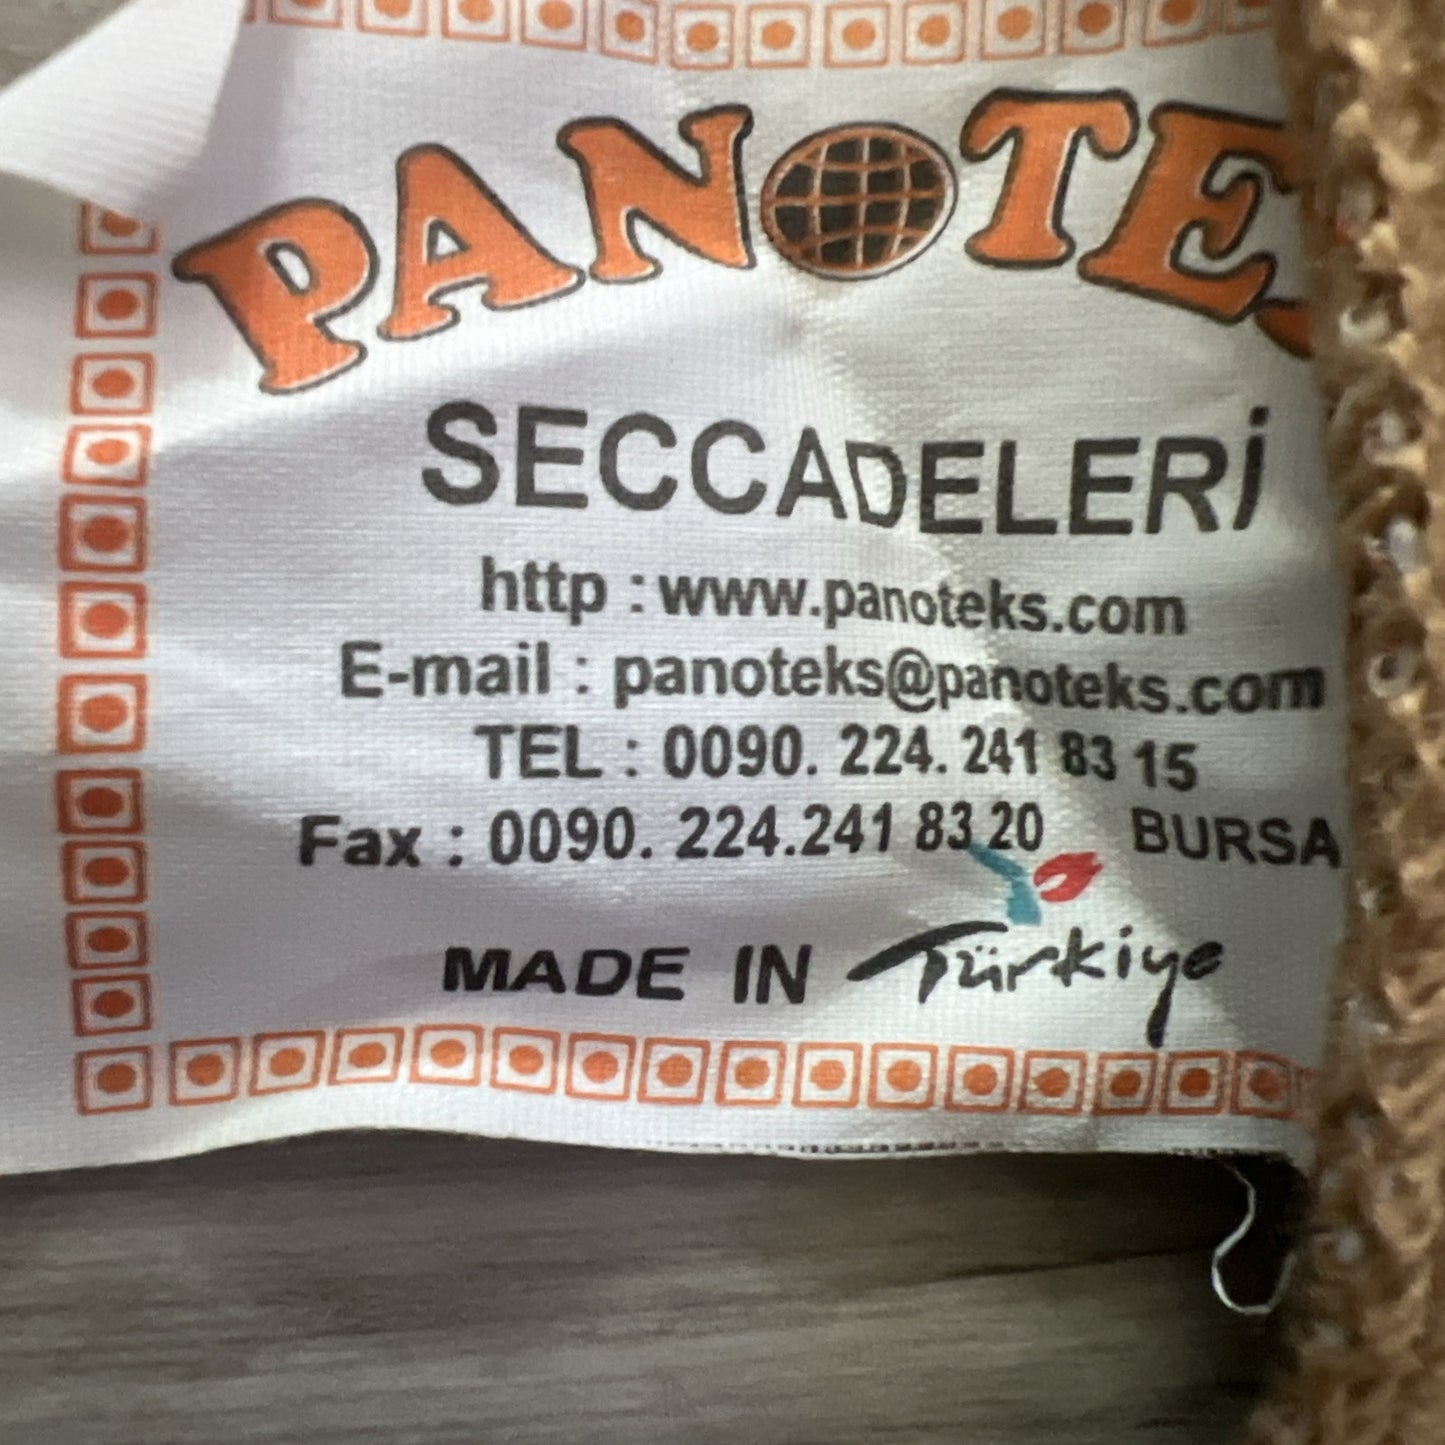 PANOTE
SECCADELERİ
http : www.panoteks.com
E-mail : panoteks@panoteks.com
TEL : 0090. 224. 241 83 15
Fax : 0090. 224.241 83 20 BURSA
MADE IN Türkiye